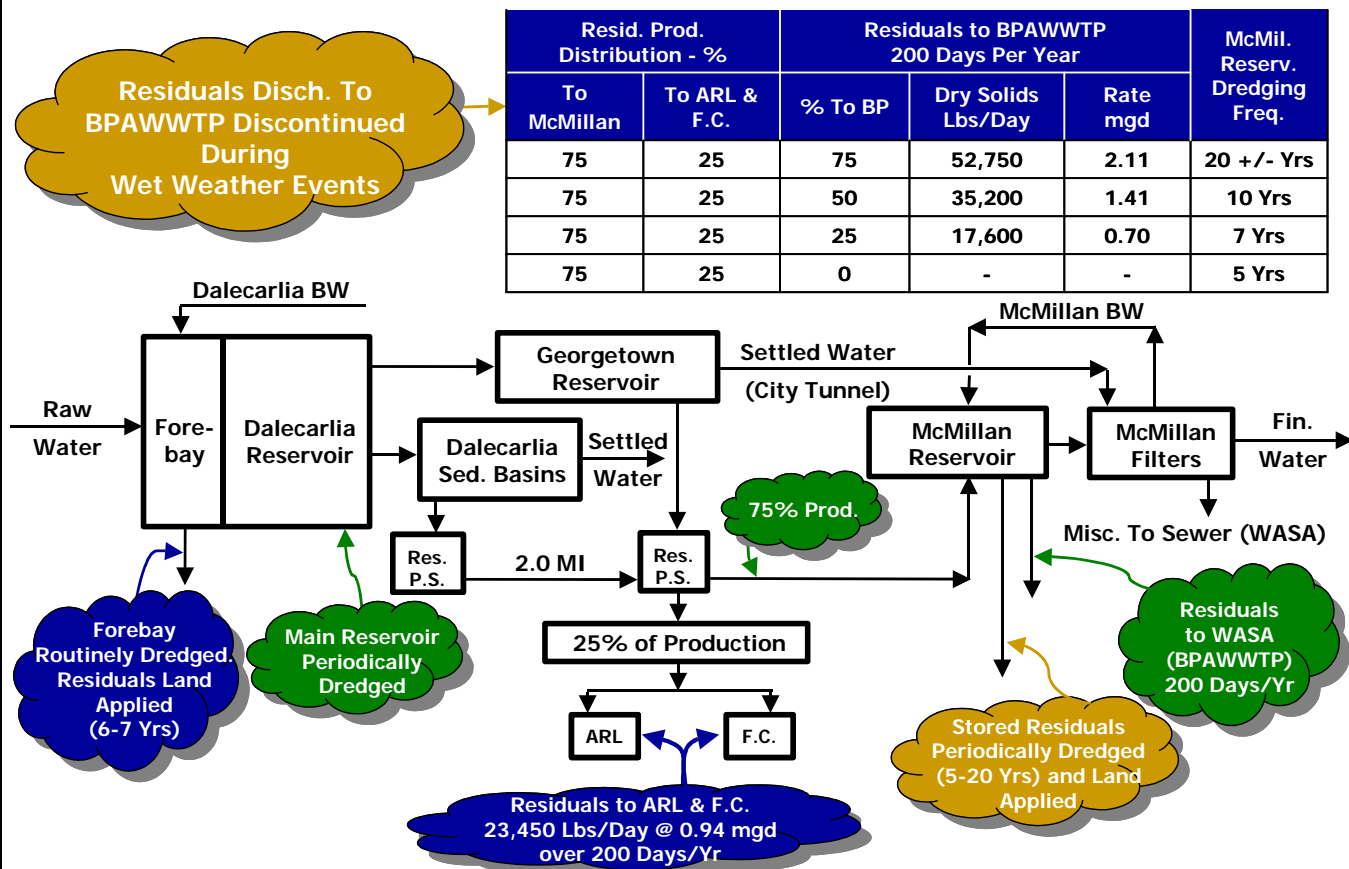 Residuals Disch. To
BPAWWTP Discontinued
During
Wet Weather Events
Resid. Prod.
Distribution - %
Residuals to BPAWWTP
200 Days Per Year
McMil.
Reserv.
Dredging
Freq.
To
McMillan
To ARL &
F.C.
% To BP
Dry Solids
Lbs/Day
Rate
mgd
75 25 75 52,750 2.11 20 +/- Yrs
75 25 50 35,200 1.41 10 Yrs
75 25 25 17,600 0.70 7 Yrs
75 25 0 - - 5 Yrs
Dalecarlia BW
McMillan BW
Raw
Water
Fore-
bay
Dalecarlia
Reservoir
Georgetown
Reservoir
Settled Water
(City Tunnel)
Dalecarlia
Sed. Basins
Settled
Water
McMillan
Reservoir
McMillan
Filters
Fin.
Water
75% Prod.
Misc. To Sewer (WASA)
Res.
P.S.
2.0 MI
Res.
P.S.
Forebay
Routinely Dredged.
Residuals Land
Applied
(6-7 Yrs)
Main Reservoir
Periodically
Dredged
25% of Production
Residuals
to WASA
(BPAWWTP)
200 Days/Yr
ARL
F.C.
Stored Residuals
Periodically Dredged
(5-20 Yrs) and Land
Applied
Residuals to ARL & F.C.
23,450 Lbs/Day @ 0.94 mgd
over 200 Days/Yr